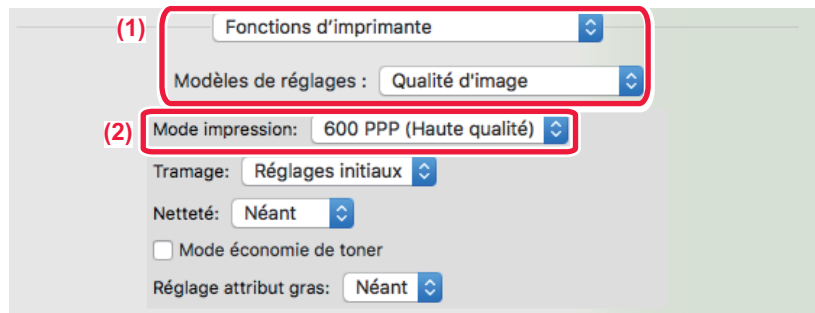 (1) Fonctions d’imprimante
Modèles de réglages : Qualité d'image
(2) Mode impression: 600 PPP (Haute qualité)
Tramage: Réglages initiaux
Netteté: Néant
Mode économie de toner
Réglage attribut gras: Néant